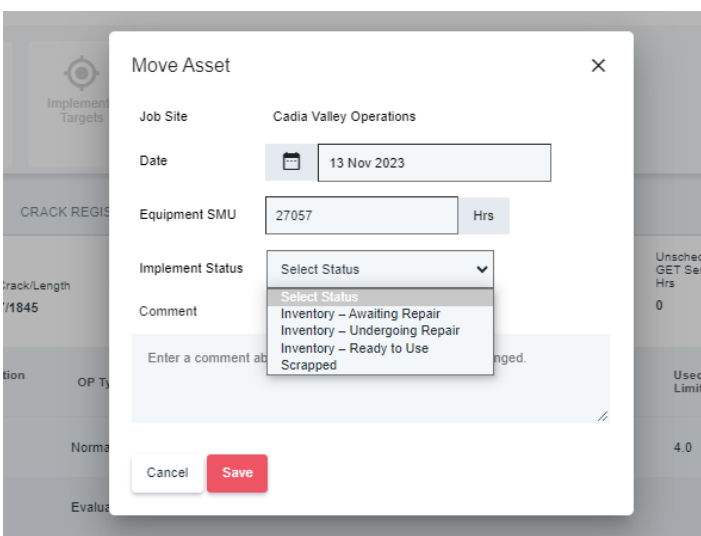 Move Asset
Implement
Targets
Job Site Cadia Valley Operations
Date 13 Nov 2023
CRACK REGIS
Equipment SMU 27057 Hrs
Implement Status Select Status
Select Status
Inventory – Awaiting Repair
Inventory – Undergoing Repair
Inventory – Ready to Use
Scrapped
Comment
Enter a comment ab nged.
Cancel Save
Crack/Length
/1845
Unsched
GET Ser
Hrs
0
tion OP Ty
Used
Limit
Norma
4.0
Evalua